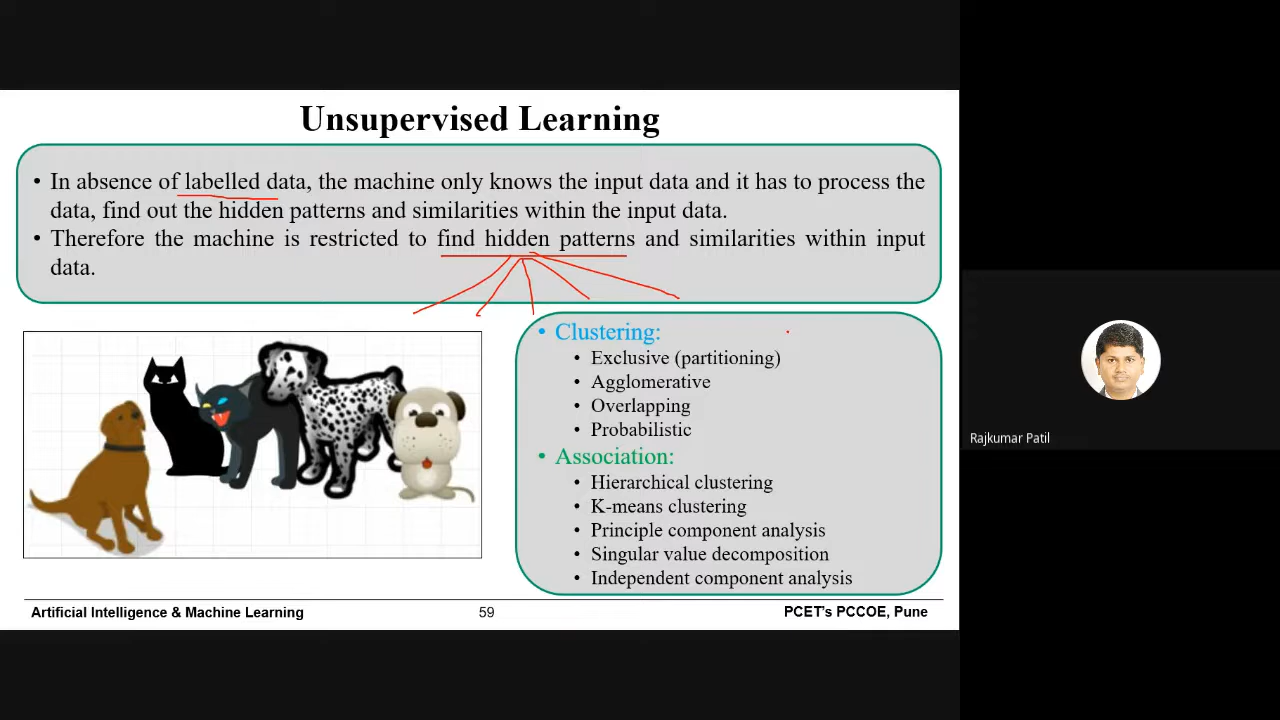 Unsupervised Learning
• In absence of labelled data, the machine only knows the input data and it has to process the
data, find out the hidden patterns and similarities within the input data.
• Therefore the machine is restricted to find hidden patterns and similarities within input
data.
• Clustering:
• Exclusive (partitioning)
• Agglomerative
• Overlapping
• Probabilistic
• Association:
• Hierarchical clustering
• K-means clustering
• Principle component analysis
• Singular value decomposition
• Independent component analysis
Artificial Intelligence & Machine Learning
59
PCET's PCCOE, Pune
Rajkumar Patil